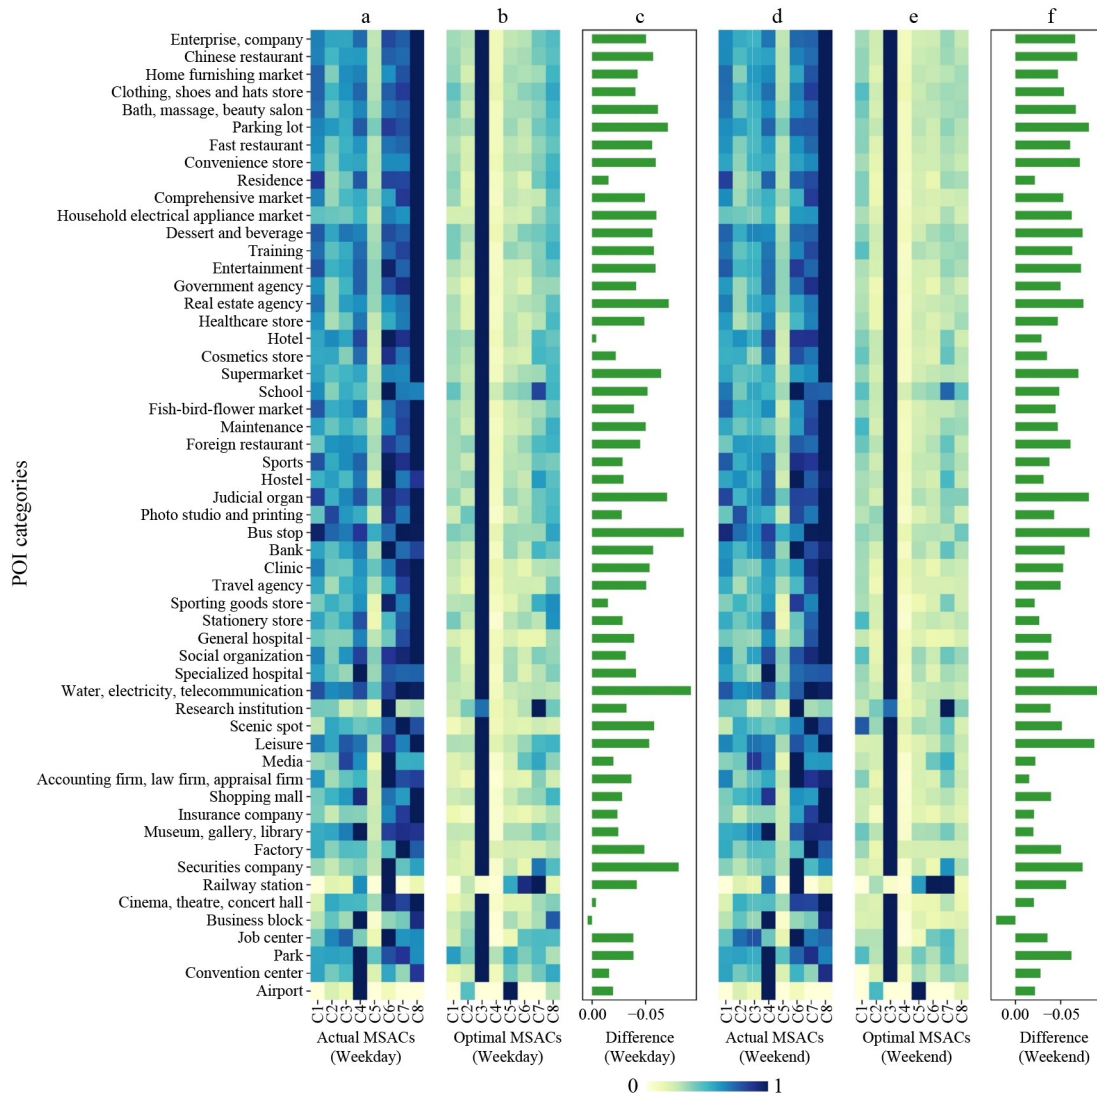 a b c d e f
Enterprise, company
Chinese restaurant
Home furnishing market
Clothing, shoes and hats store
Bath, massage, beauty salon
Parking lot
Fast restaurant
Convenience store
Residence
Comprehensive market
Household electrical appliance market
Dessert and beverage
Training
Entertainment
Government agency
Real estate agency
Healthcare store
Hotel
Cosmetics store
Supermarket
School
Fish-bird-flower market
Maintenance
Foreign restaurant
Sports
Hostel
Judicial organ
Photo studio and printing
Bus stop
Bank
Clinic
Travel agency
Sporting goods store
Stationery store
General hospital
Social organization
Specialized hospital
Water, electricity, telecommunication
Research institution
Scenic spot
Leisure
Media
Accounting firm, law firm, appraisal firm
Shopping mall
Insurance company
Museum, gallery, library
Factory
Securities company
Railway station
Cinema, theatre, concert hall
Business block
Job center
Park
Convention center
Airport
POI categories
C1 C2 C3 C4 C5 C6 C7 C8 C1 C2 C3 C4 C5 C6 C7 C8 0.00 −0.05 C1 C2 C3 C4 C5 C6 C7 C8 C1 C2 C3 C4 C5 C6 C7 C8 0.00 −0.05
Actual MSACs Optimal MSACs Difference Actual MSACs Optimal MSACs Difference
(Weekday) (Weekday) (Weekday) (Weekend) (Weekend) (Weekend)
0 1